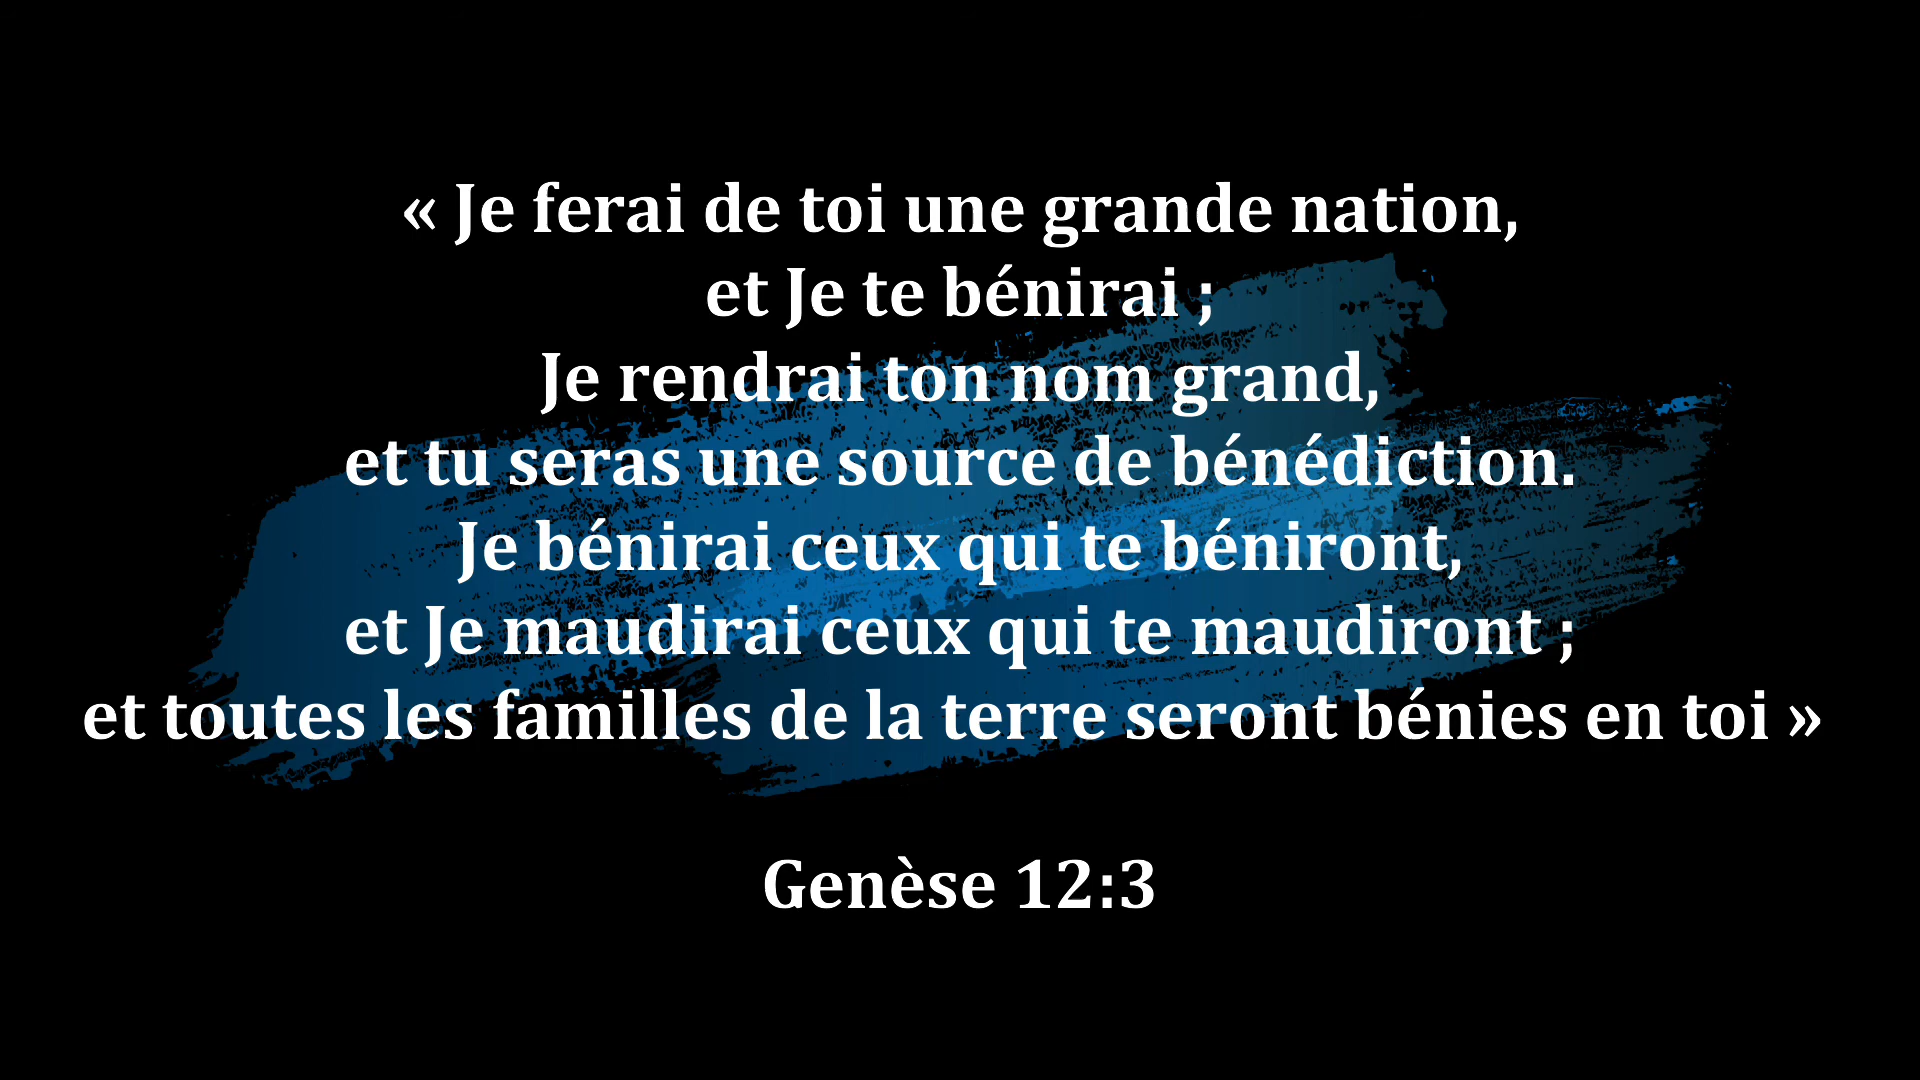 « Je ferai de toi une grande nation,
et Je te bénirai ;
Je rendrai ton nom grand,
et tu seras une source de bénédiction.
Je bénirai ceux qui te béniront,
et Je maudirai ceux qui te maudiront ;
et toutes les familles de la terre seront bénies en toi »
Genèse 12:3